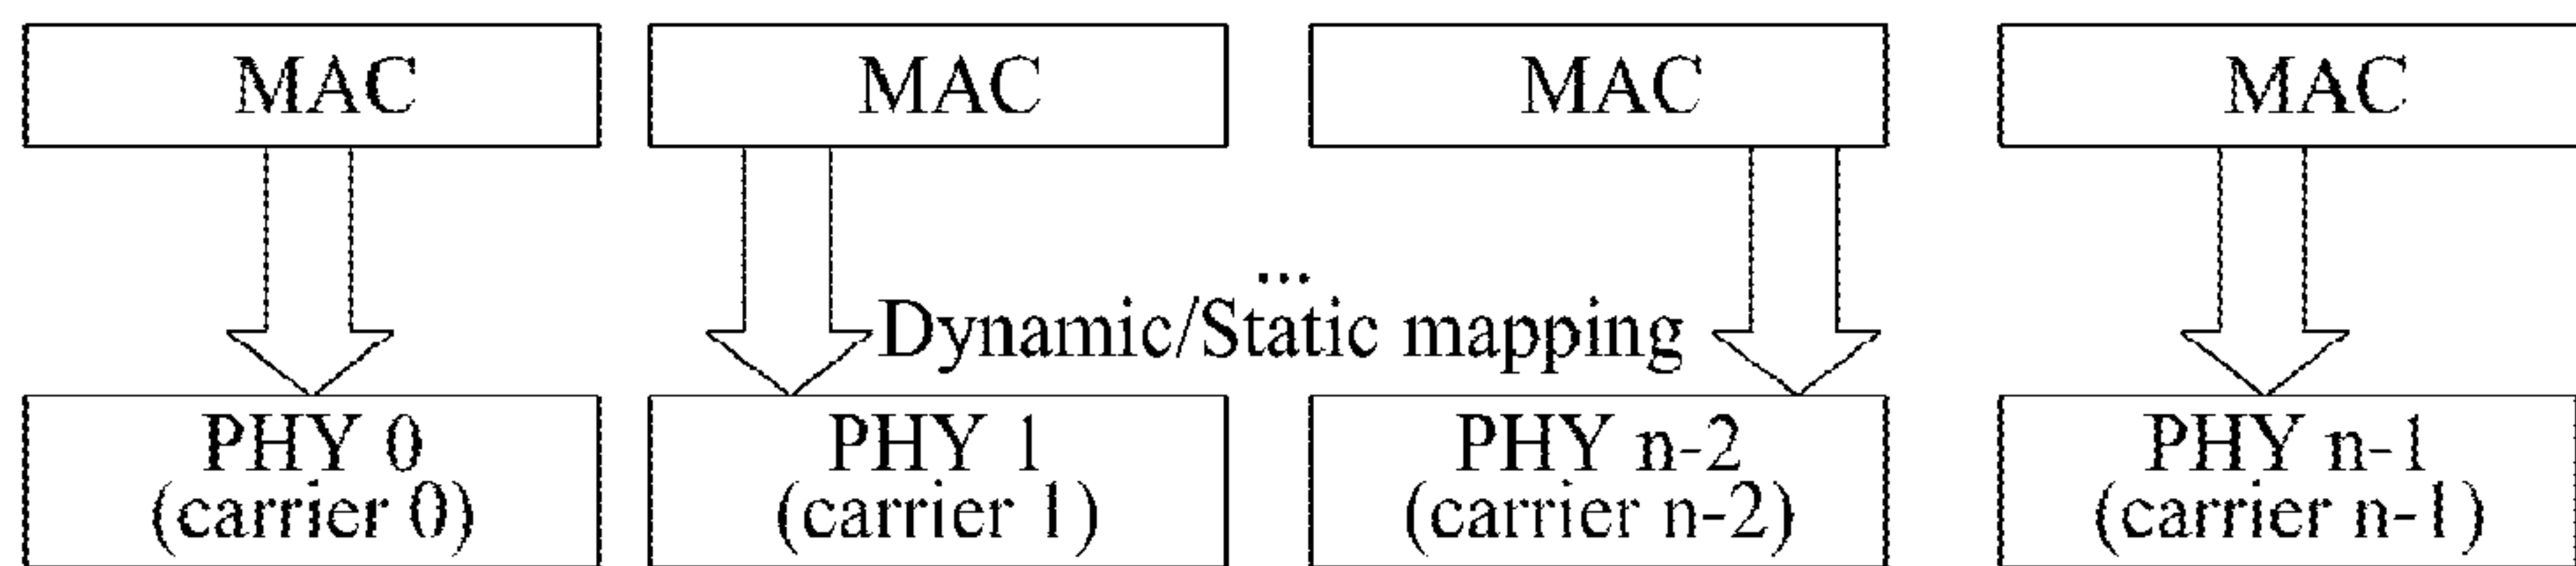 MAC MAC MAC MAC
...
Dynamic/Static mapping
PHY 0 PHY 1 PHY n-2 PHY n-1
(carrier 0) (carrier 1) (carrier n-2) (carrier n-1)